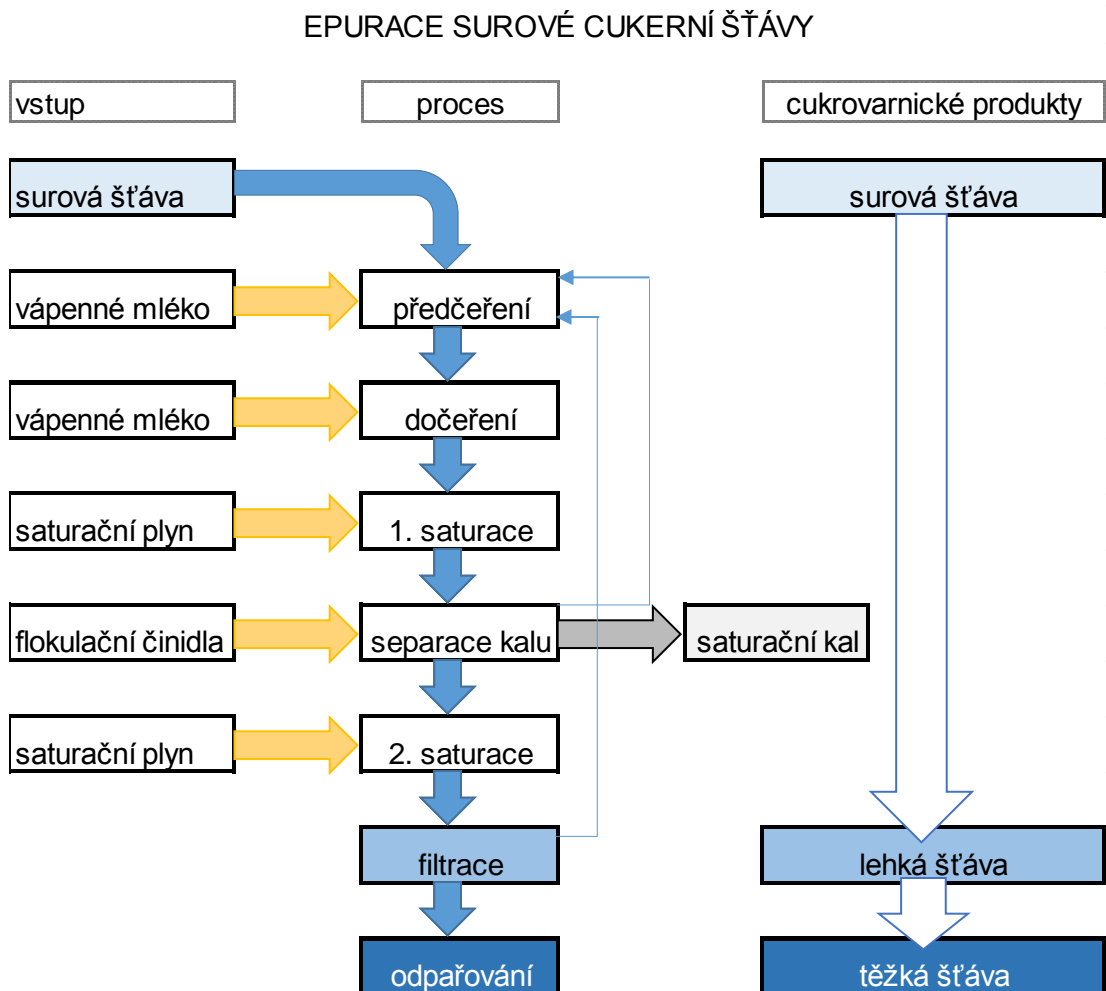 EPURACE SUROVÉ CUKERNÍ ŠŤÁVY
vstup
proces
cukrovarnické produkty
surová šťáva
surová šťáva
vápenné mléko
předčeření
vápenné mléko
dočeření
saturační plyn
1. saturace
flokulační činidla
separace kalu
saturační kal
saturační plyn
2. saturace
filtrace
lehká šťáva
odpařování
těžká šťáva